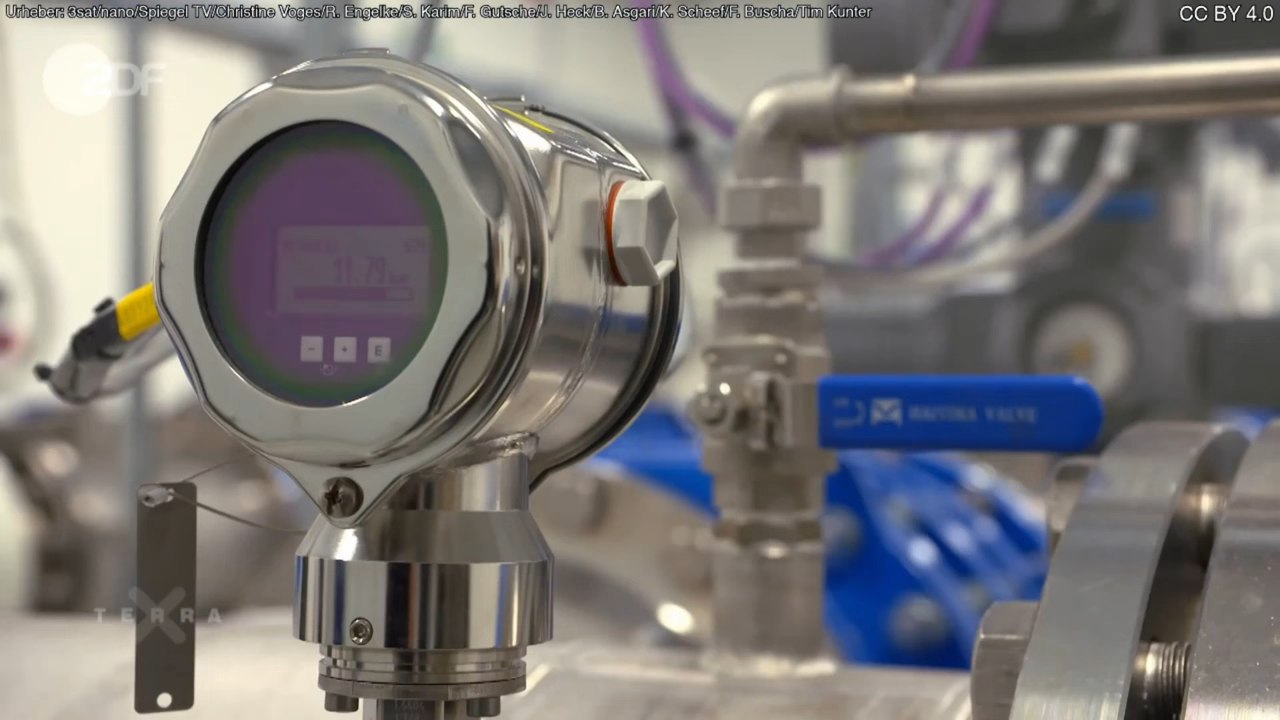 Urheber: 3sat/nano/Spiegel TV/Christine Voges/R. Engelke/S. Karim/F. Gutsche/J. Heck/B. Asgari/K. Scheef/F. Buscha/Tim Kunter
CC BY 4.0
ZDF
91.79
- + E
VALVE
TERRA X